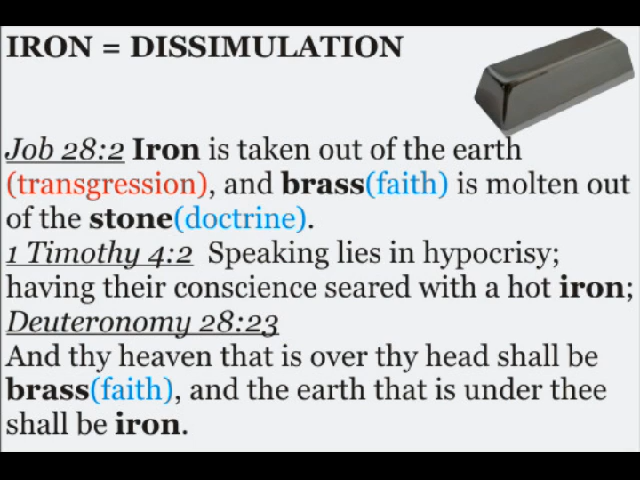 IRON = DISSIMULATION
Job 28:2 Iron is taken out of the earth
(transgression), and brass(faith) is molten out
of the stone(doctrine).
1 Timothy 4:2 Speaking lies in hypocrisy;
having their conscience seared with a hot iron;
Deuteronomy 28:23
And thy heaven that is over thy head shall be
brass(faith), and the earth that is under thee
shall be iron.